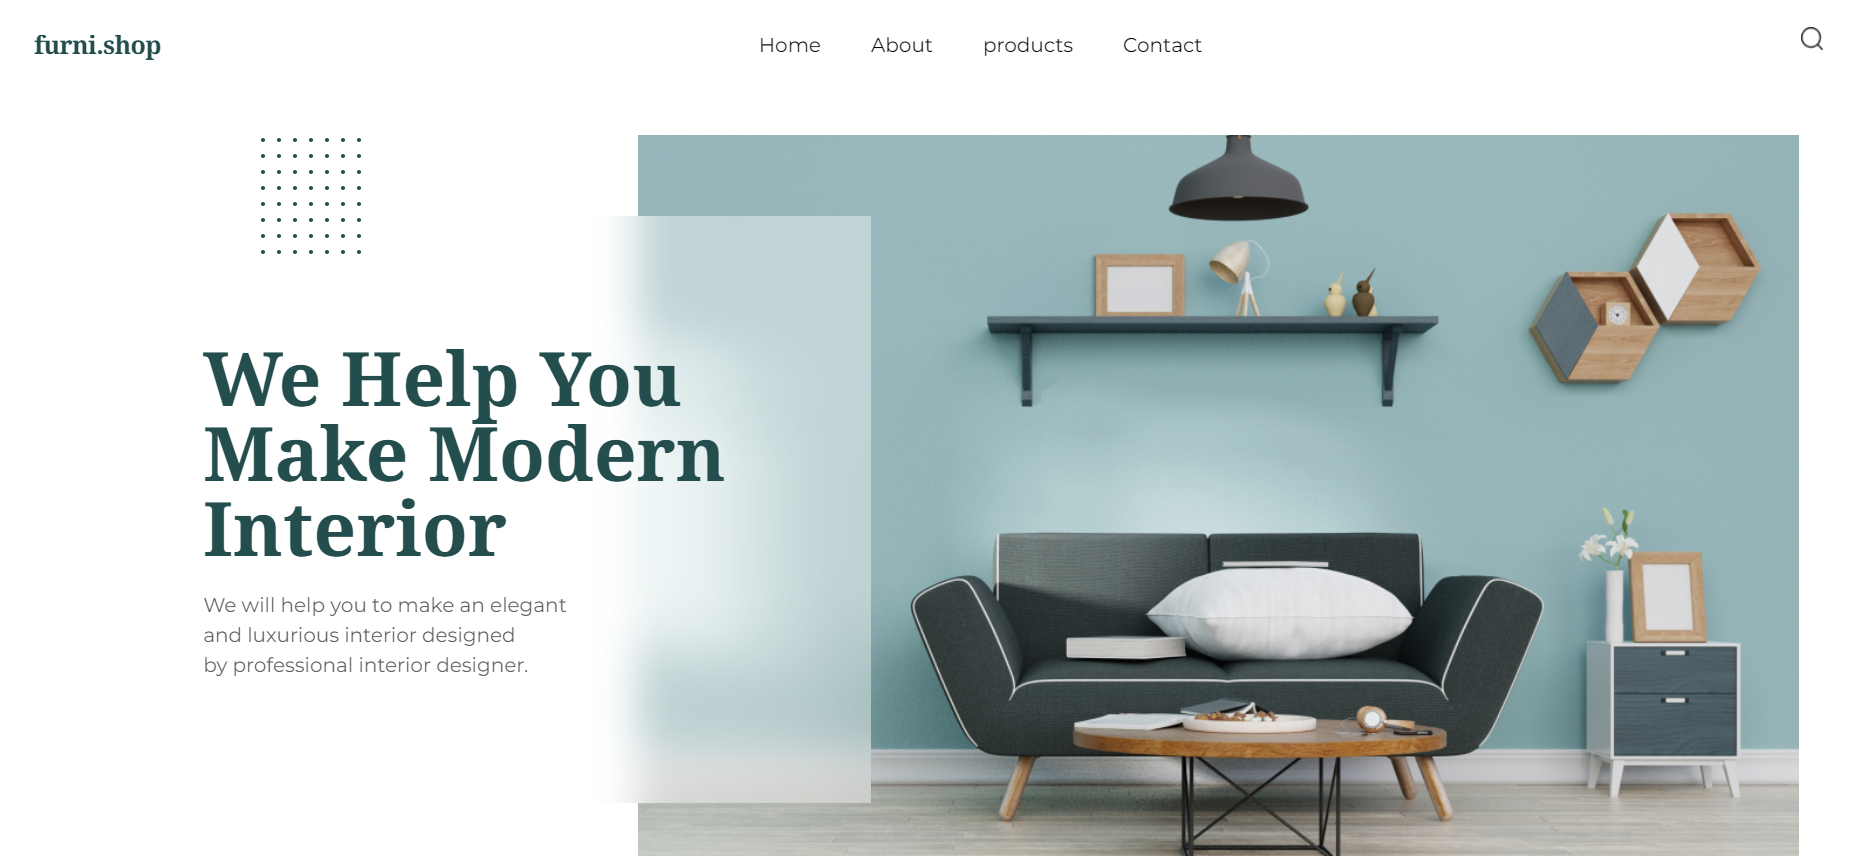 furni.shop
Home About products Contact
We Help You
Make Modern
Interior
We will help you to make an elegant
and luxurious interior designed
by professional interior designer.